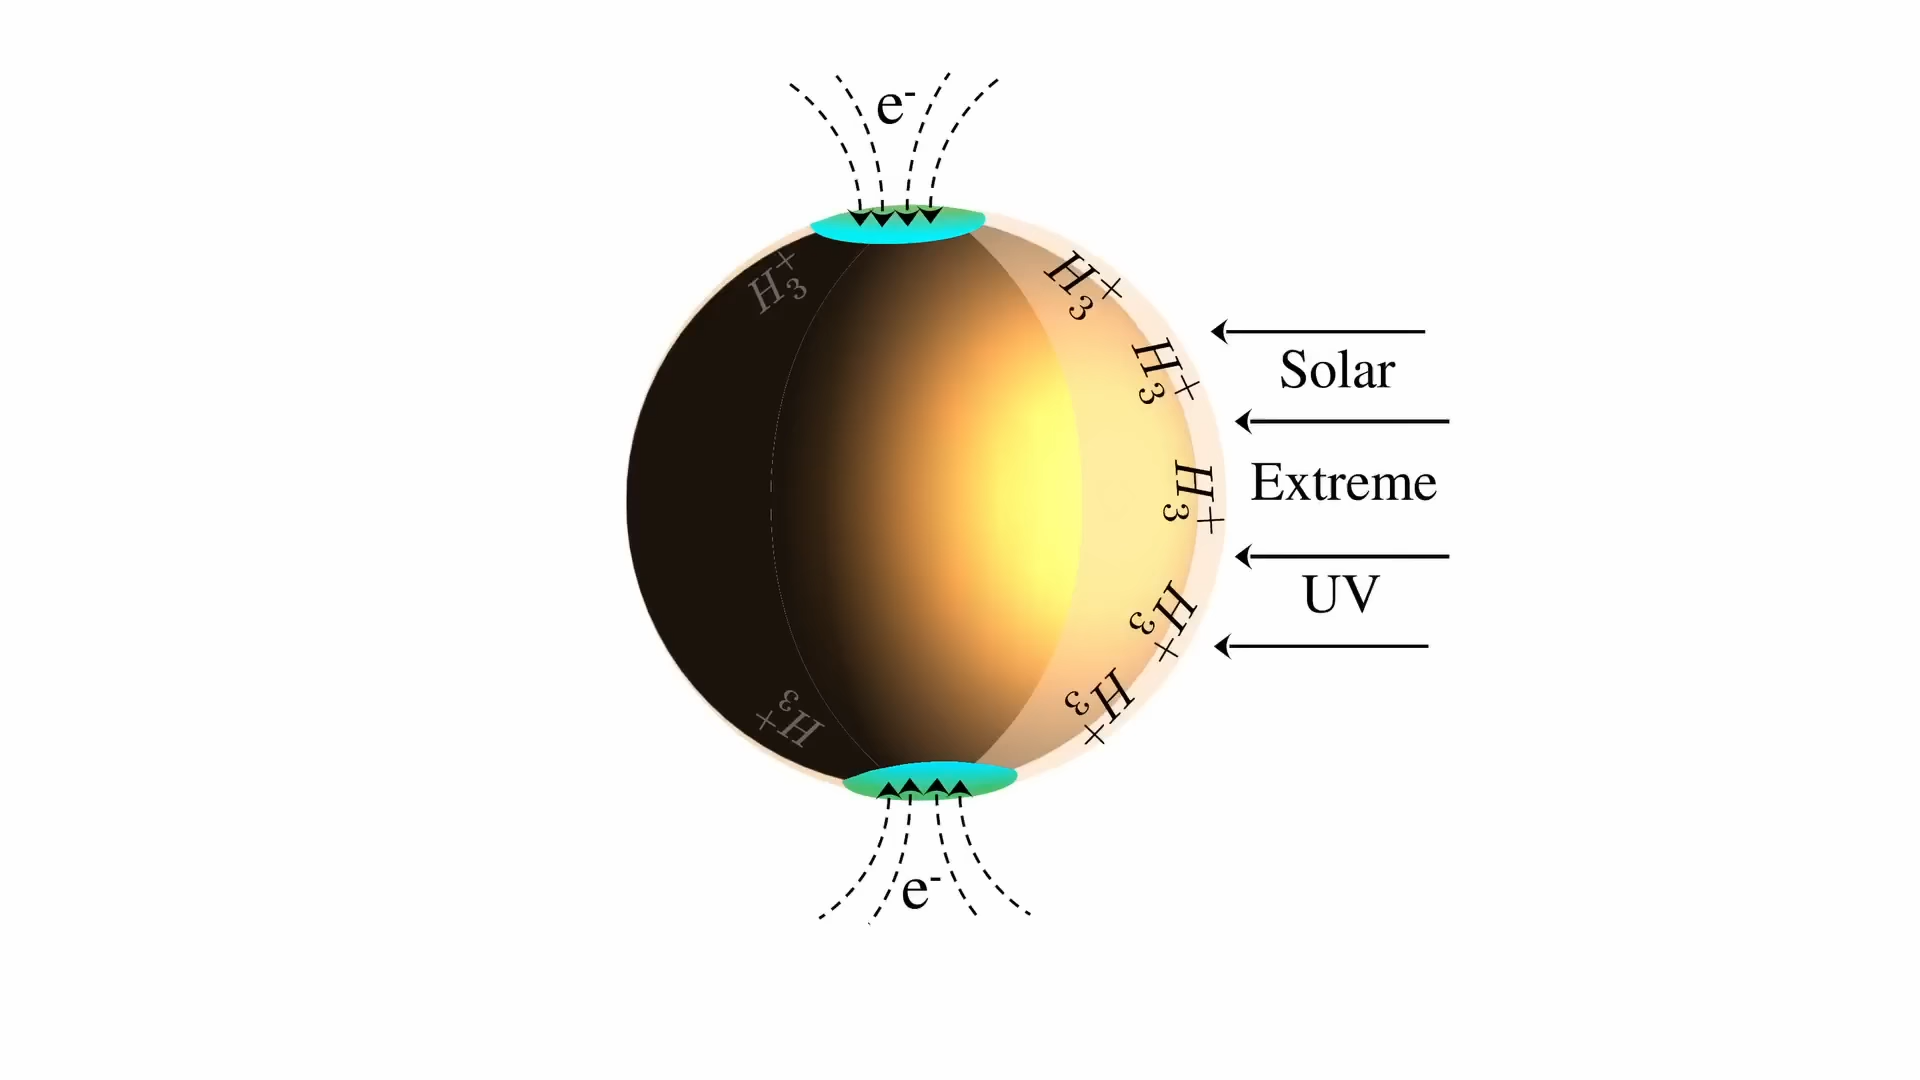 e⁻
H₃⁺
H₃⁺
H₃⁺
Solar
Extreme
H₃⁺
UV
H₃⁺
H₃⁺
H₃⁺
e⁻